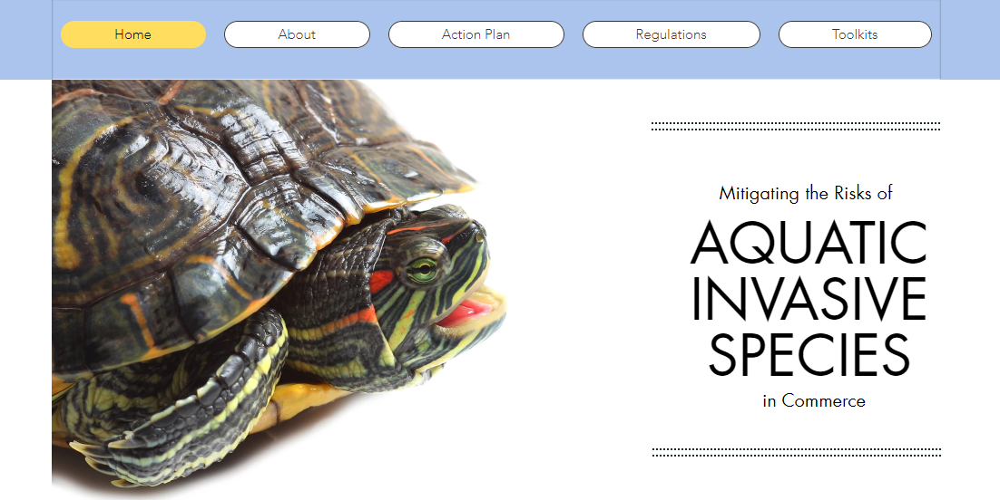 Home
About
Action Plan
Regulations
Toolkits
Mitigating the Risks of
AQUATIC
INVASIVE
SPECIES
in Commerce